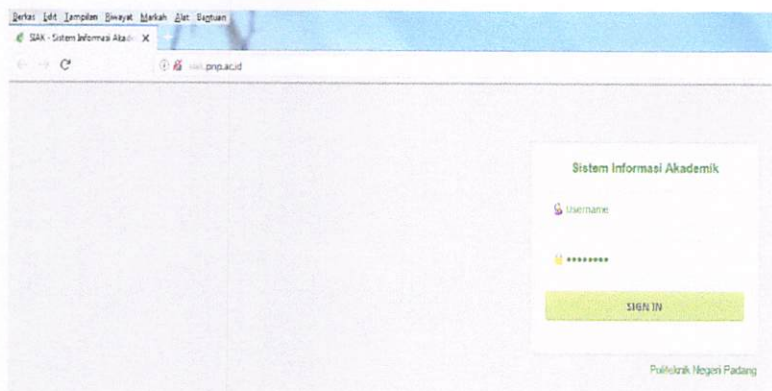 Berkas Edit Tampilan Riwayat Markah Alat Bantuan
SIAK - Sistem Informasi Akad
pnp.ac.id
Sistem Informasi Akademik
Username
••••••••
SIGN IN
Politeknik Negeri Padang